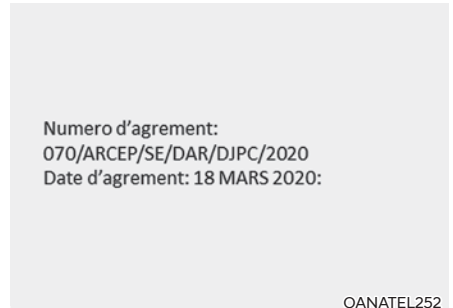 Numero d’agrement:
070/ARCEP/SE/DAR/DJPC/2020
Date d’agrement: 18 MARS 2020:
OANATEL252